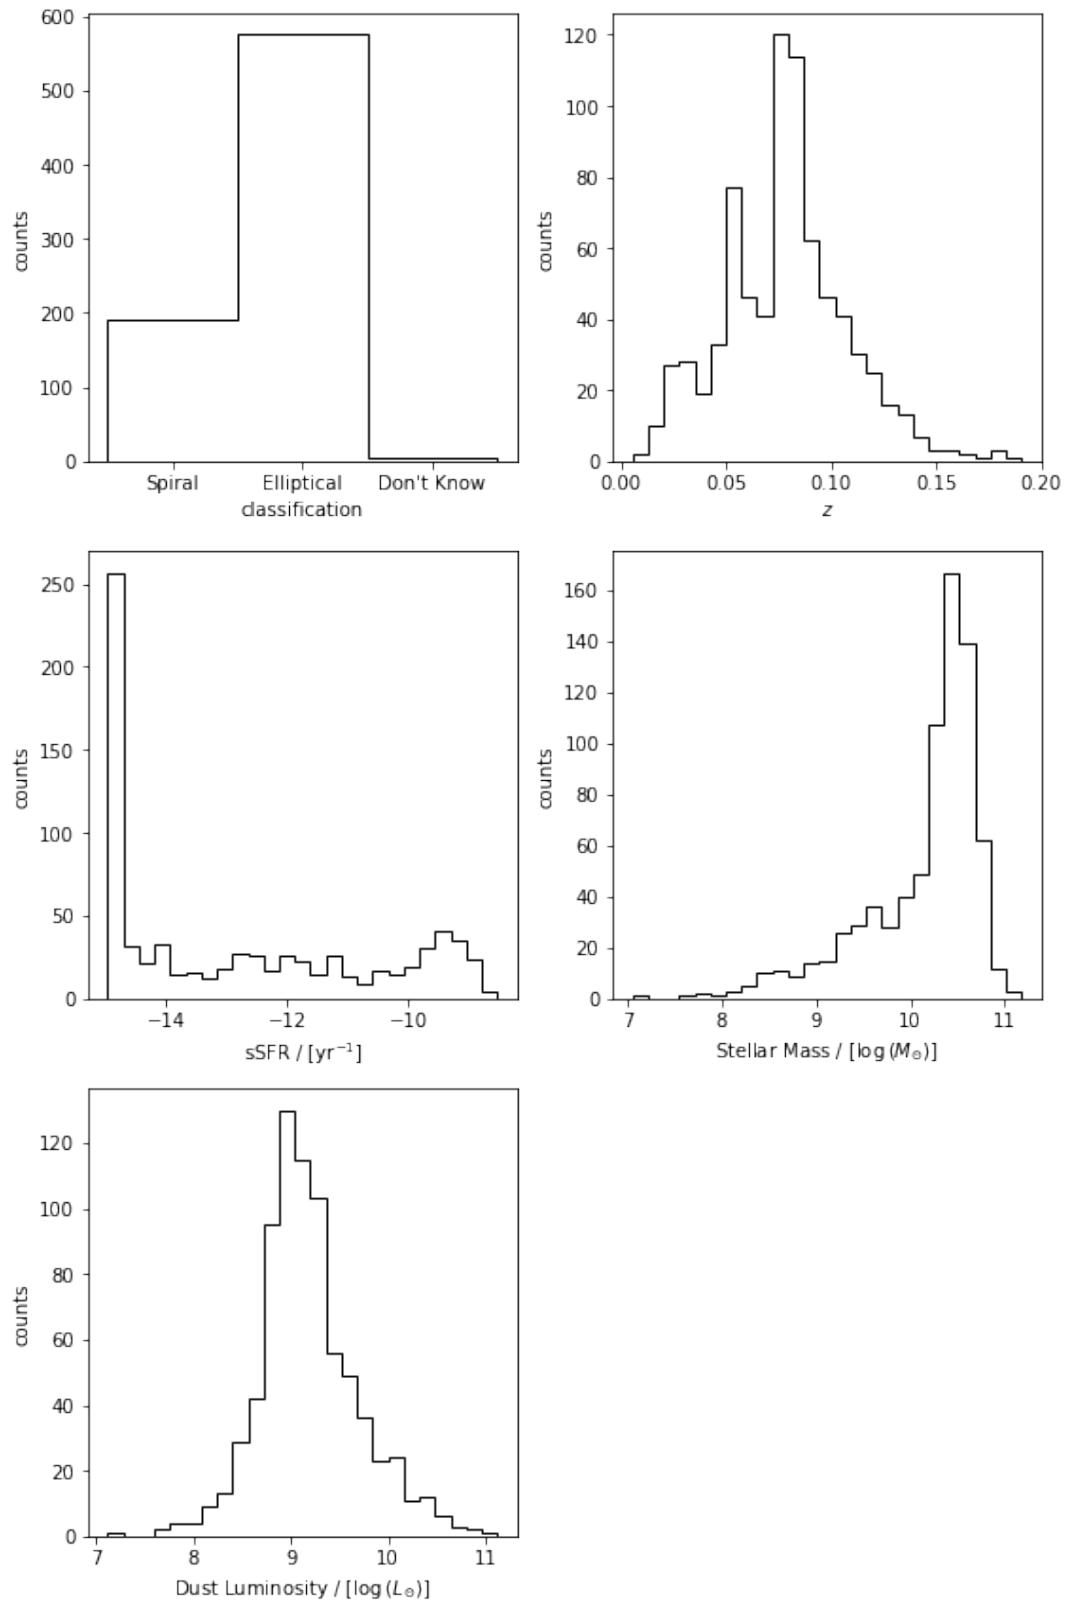 600
500
400
300
200
100
0
counts
Spiral Elliptical Don't Know
classification
120
100
80
60
40
20
0
counts
0.00 0.05 0.10 0.15 0.20
z
250
200
150
100
50
0
counts
−14 −12 −10
sSFR / [yr⁻¹]
160
140
120
100
80
60
40
20
0
counts
7 8 9 10 11
Stellar Mass / [log (M⊙)]
120
100
80
60
40
20
0
counts
7 8 9 10 11
Dust Luminosity / [log (L⊙)]